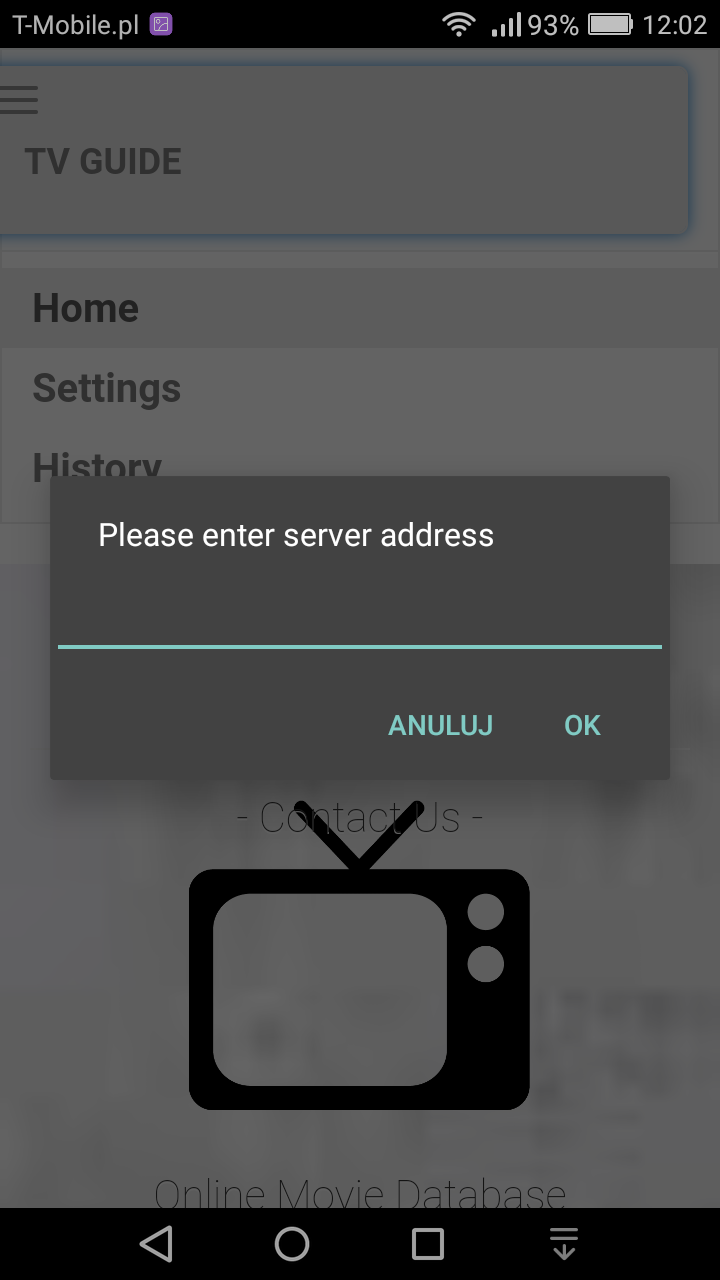 T-Mobile.pl 93% 12:02
TV GUIDE
Home
Settings
History
Please enter server address
ANULUJ OK
- Contact Us -
Online Movie Database